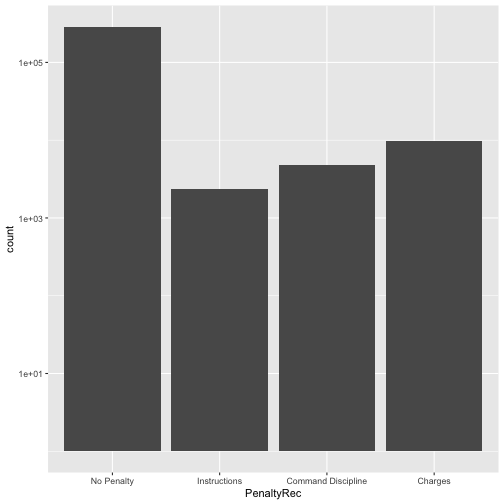 count
1e+05
1e+03
1e+01
No Penalty
Instructions
Command Discipline
Charges
PenaltyRec